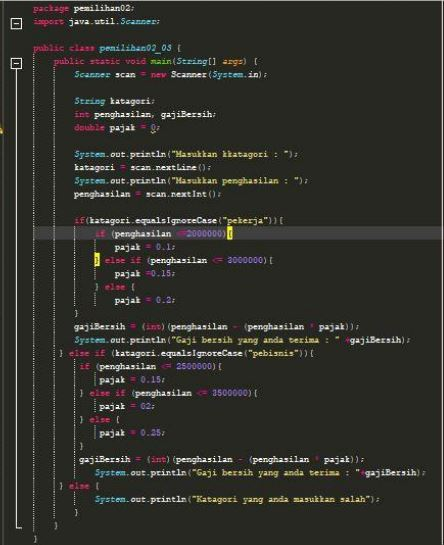 package pemilihan02;
import java.util.Scanner;
public class pemilihan02_03 {
public static void main(String[] args) {
Scanner scan = new Scanner(System.in);
String katagori;
int penghasilan, gajiBersih;
double pajak = 0;
System.out.println("Masukkan kkatagori : ");
katagori = scan.nextLine();
System.out.println("Masukkan penghasilan : ");
penghasilan = scan.nextInt();
if(katagori.equalsIgnoteCase("pekerja")){
if (penghasilan <=2000000){
pajak = 0.1;
} else if (penghasilan <= 3000000){
pajak =0.15;
} else {
pajak = 0.2;
}
gajiBersih = (int)(penghasilan - (penghasilan * pajak));
System.out.println("Gaji bersih yang anda terima : " +gajiBersih);
} else if (katagori.equalsIgnoteCase("pebisnis")){
if (penghasilan <= 2500000){
pajak = 0.15;
} else if (penghasilan <= 3500000){
pajak = 02;
} else {
pajak = 0.25;
}
gajiBersih = (int)(penghasilan - (penghasilan * pajak));
System.out.println("Gaji bersih yang anda terima : "+gajiBersih);
} else {
System.out.println("Katagori yang anda masukkan salah");
}
}
}